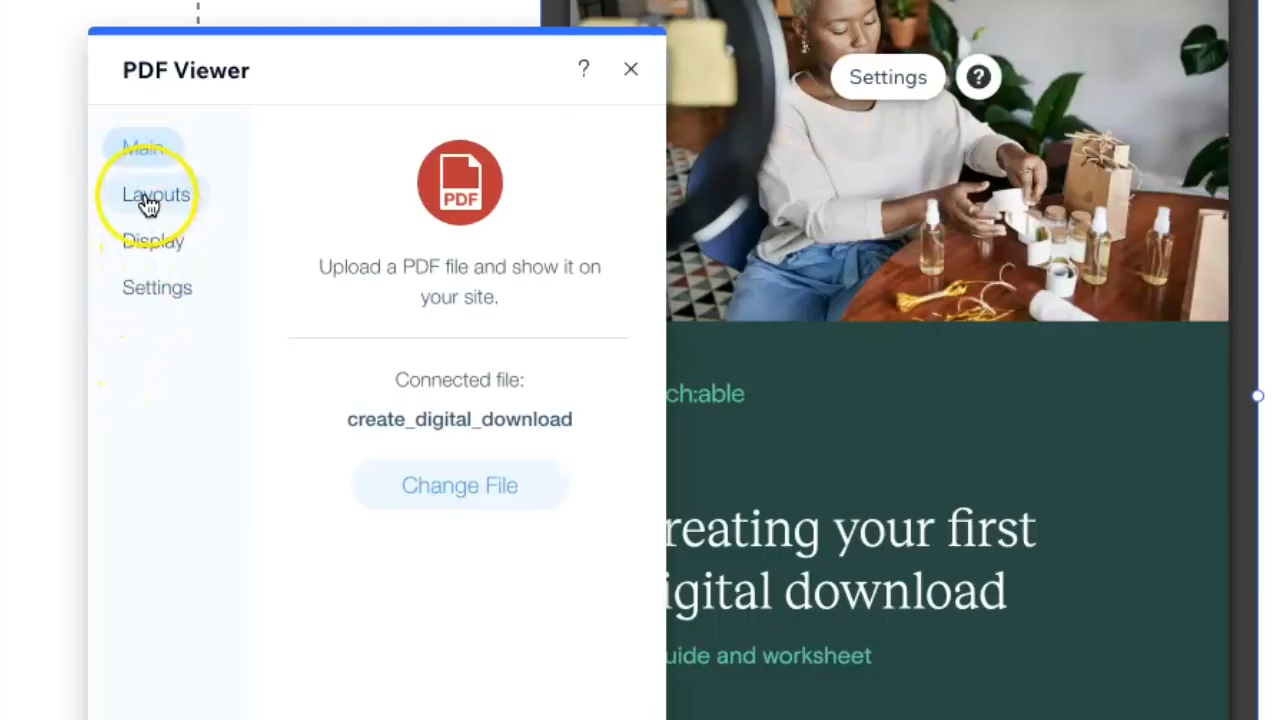 PDF Viewer
?
Settings
?
Main
Layouts
Display
Settings
PDF
Upload a PDF file and show it on
your site.
Connected file:
create_digital_download
Change File
ch:able
reating your first
igital download
uide and worksheet